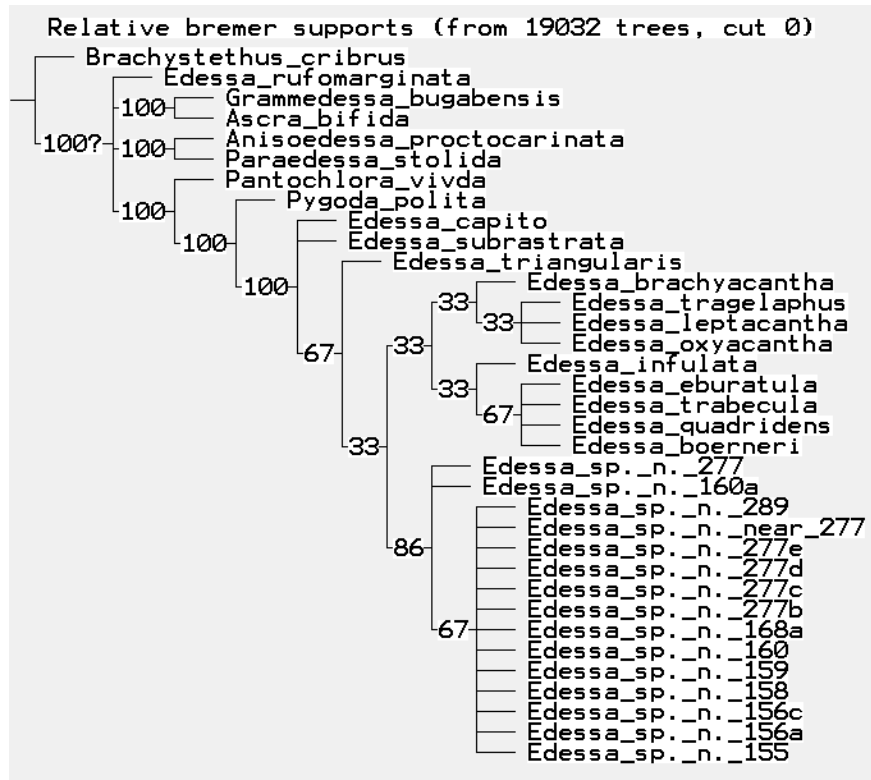 Relative bremer supports (from 19032 trees, cut 0)
Brachystethus_cribrus
Edessa_rufomarginata
Grammedessa_bugabensis
100
Ascra_bifida
Anisoedessa_proctocarinata
100?
100
Paraedessa_stolida
Pantochlora_vivda
Pygoda_polita
100
Edessa_capito
100
Edessa_subrastrata
Edessa_triangularis
Edessa_brachyacantha
100
33
Edessa_tragelaphus
33
Edessa_leptacantha
33
Edessa_oxyacantha
67
Edessa_infulata
33
Edessa_eburatula
Edessa_trabecula
67
Edessa_quadridens
33
Edessa_boerneri
Edessa_sp._n._277
Edessa_sp._n._160a
Edessa_sp._n._289
Edessa_sp._n._near_277
86
Edessa_sp._n._277e
Edessa_sp._n._277d
Edessa_sp._n._277c
Edessa_sp._n._277b
67
Edessa_sp._n._168a
Edessa_sp._n._160
Edessa_sp._n._159
Edessa_sp._n._158
Edessa_sp._n._156c
Edessa_sp._n._156a
Edessa_sp._n._155